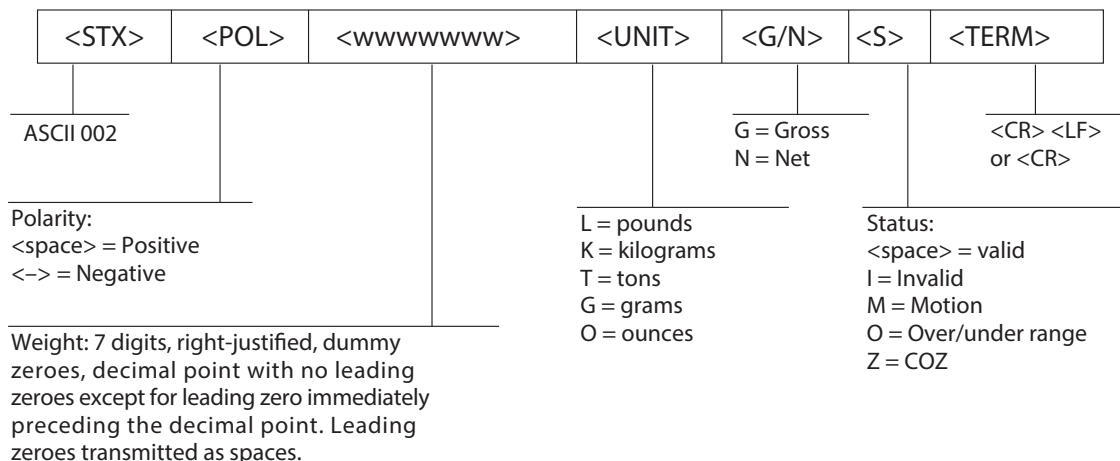 <STX> <POL> <wwwwwww> <UNIT> <G/N> <S> <TERM>
ASCII 002
G = Gross
N = Net
<CR> <LF>
or <CR>
Polarity:
<space> = Positive
<–> = Negative
L = pounds
K = kilograms
T = tons
G = grams
O = ounces
Status:
<space> = valid
I = Invalid
M = Motion
O = Over/under range
Z = COZ
Weight: 7 digits, right-justified, dummy
zeroes, decimal point with no leading
zeroes except for leading zero immediately
preceding the decimal point. Leading
zeroes transmitted as spaces.